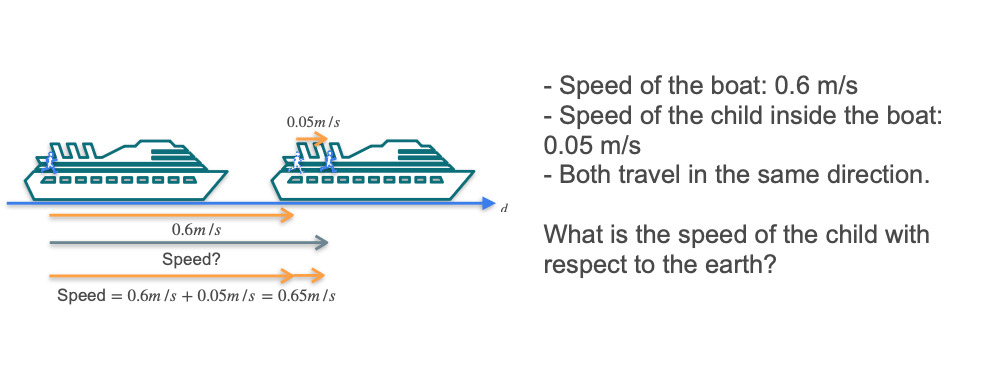 0.05m/s
d
0.6m/s
Speed?
Speed = 0.6m/s + 0.05m/s = 0.65m/s
- Speed of the boat: 0.6 m/s
- Speed of the child inside the boat:
0.05 m/s
- Both travel in the same direction.
What is the speed of the child with
respect to the earth?